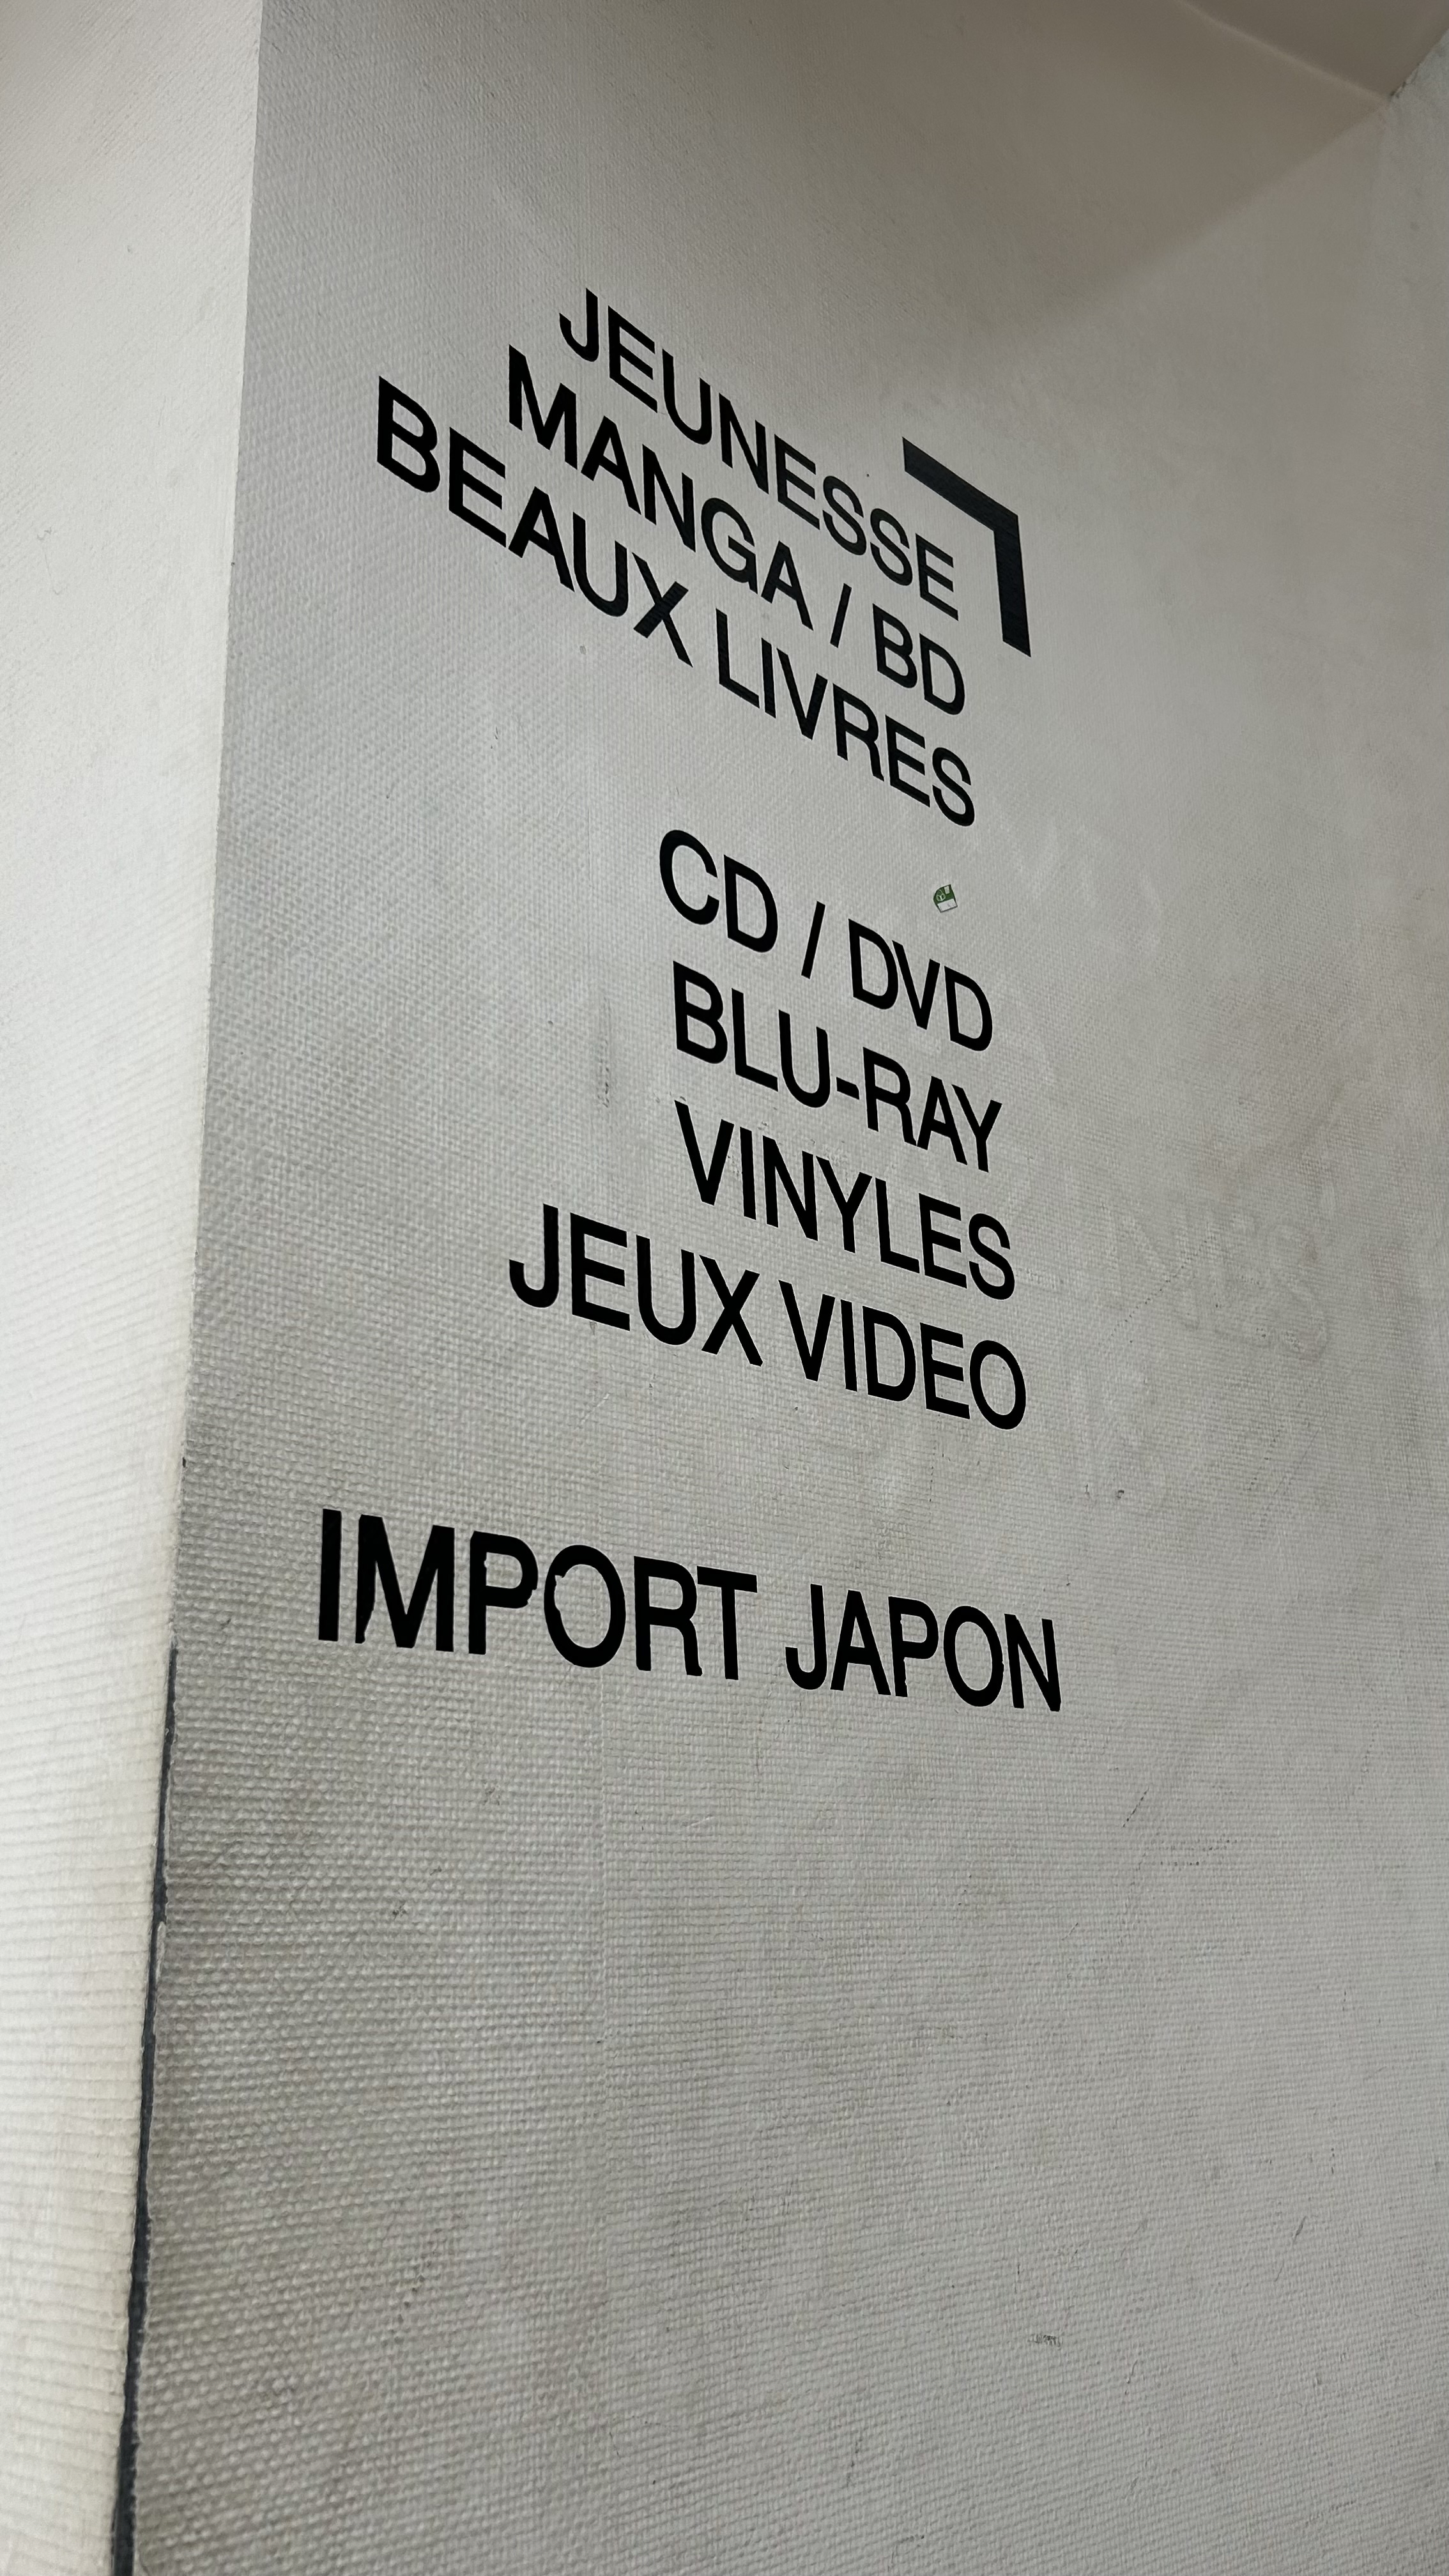 JEUNESSE
MANGA / BD
BEAUX LIVRES
CD / DVD
BLU-RAY
VINYLES
JEUX VIDEO
IMPORT JAPON